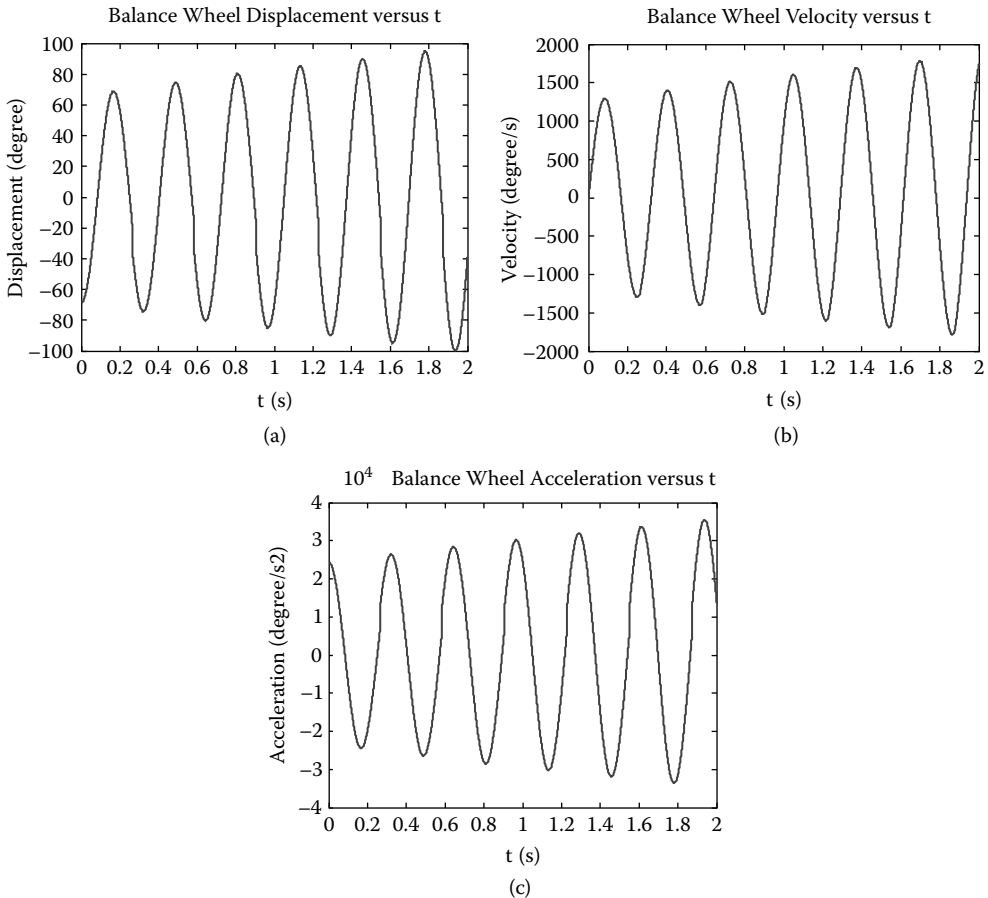 Balance Wheel Displacement versus t
Displacement (degree)
100
80
60
40
20
0
−20
−40
−60
−80
−100
0 0.2 0.4 0.6 0.8 1 1.2 1.4 1.6 1.8 2
t (s)
(a)
Balance Wheel Velocity versus t
Velocity (degree/s)
2000
1500
1000
500
0
−500
−1000
−1500
−2000
0 0.2 0.4 0.6 0.8 1 1.2 1.4 1.6 1.8 2
t (s)
(b)
10⁴ Balance Wheel Accleration versus t
Acceleration (degree/s2)
4
3
2
1
0
−1
−2
−3
−4
0 0.2 0.4 0.6 0.8 1 1.2 1.4 1.6 1.8 2
t (s)
(c)